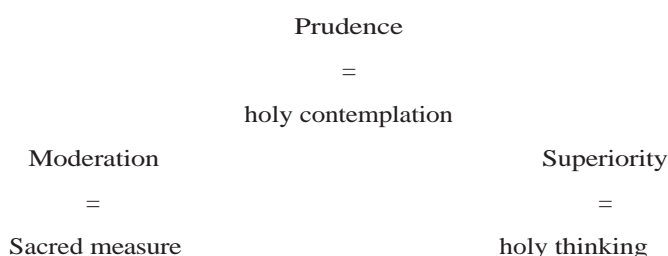 Prudence
=
holy contemplation
Moderation Superiority
= =
Sacred measure holy thinking